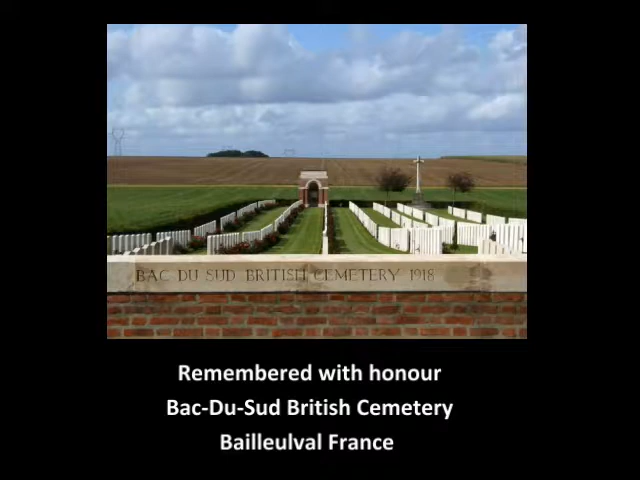 BAC DU SUD BRITISH CEMETERY 1918
Remembered with honour
Bac-Du-Sud British Cemetery
Bailleulval France